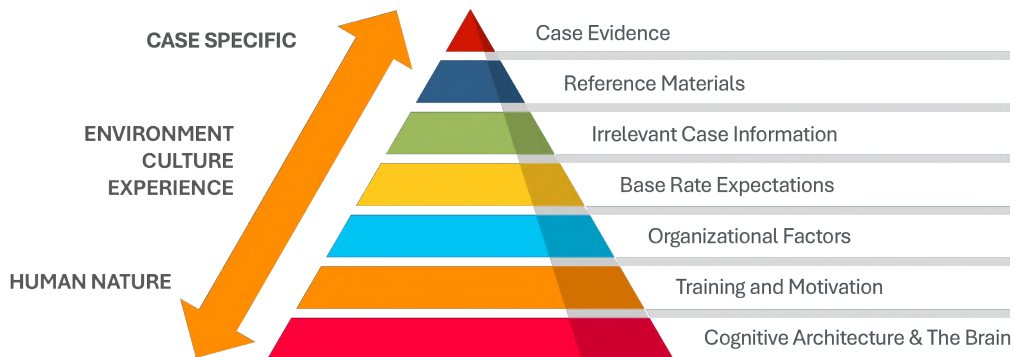 CASE SPECIFIC
Case Evidence
Reference Materials
ENVIRONMENT
CULTURE
EXPERIENCE
Irrelevant Case Information
Base Rate Expectations
Organizational Factors
HUMAN NATURE
Training and Motivation
Cognitive Architecture & The Brain